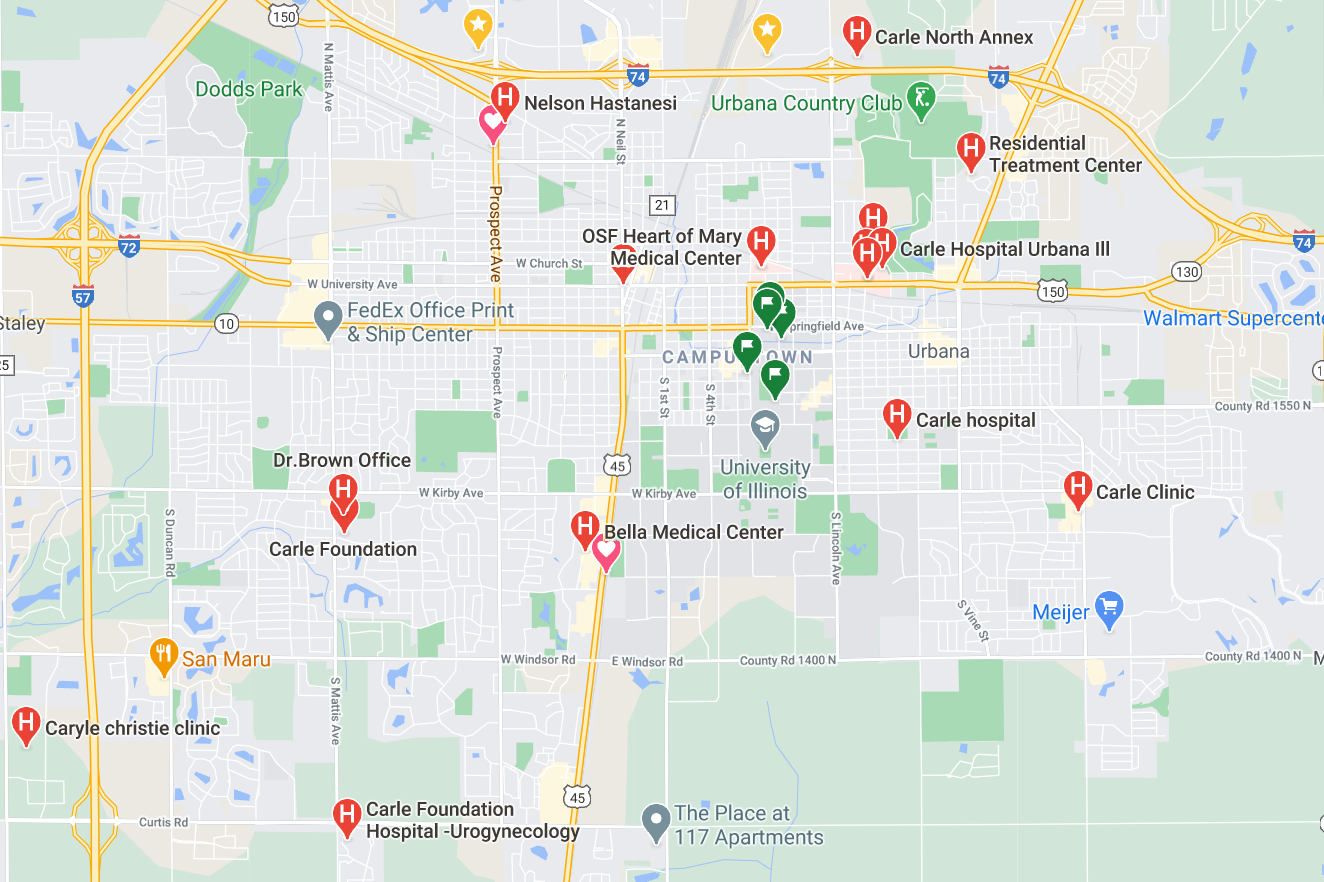 150
N Mattis Ave
Carle North Annex
74
74
Dodds Park
Nelson Hastanesi
Urbana Country Club
N Neil St
Residential
Treatment Center
Prospect Ave
21
OSF Heart of Mary
Medical Center
Carle Hospital Urbana Ill
72
W Church St
74
130
W University Ave
57
150
FedEx Office Print
& Ship Center
Staley
10
Springfield Ave
Walmart Supercente
CAMPUSTOWN
Urbana
25
Prospect Ave
S 1st St
S 4th St
County Rd 1550 N
Carle hospital
Dr.Brown Office
45
University
of Illinois
W Kirby Ave
W Kirby Ave
Carle Clinic
S Duncan Rd
Carle Foundation
Bella Medical Center
S Lincoln Ave
S Vine St
Meijer
San Maru
W Windsor Rd
E Windsor Rd
County Rd 1400 N
County Rd 1400 N
M
S Mattis Ave
Caryle christie clinic
45
Carle Foundation
Hospital -Urogynecology
Curtis Rd
The Place at
117 Apartments